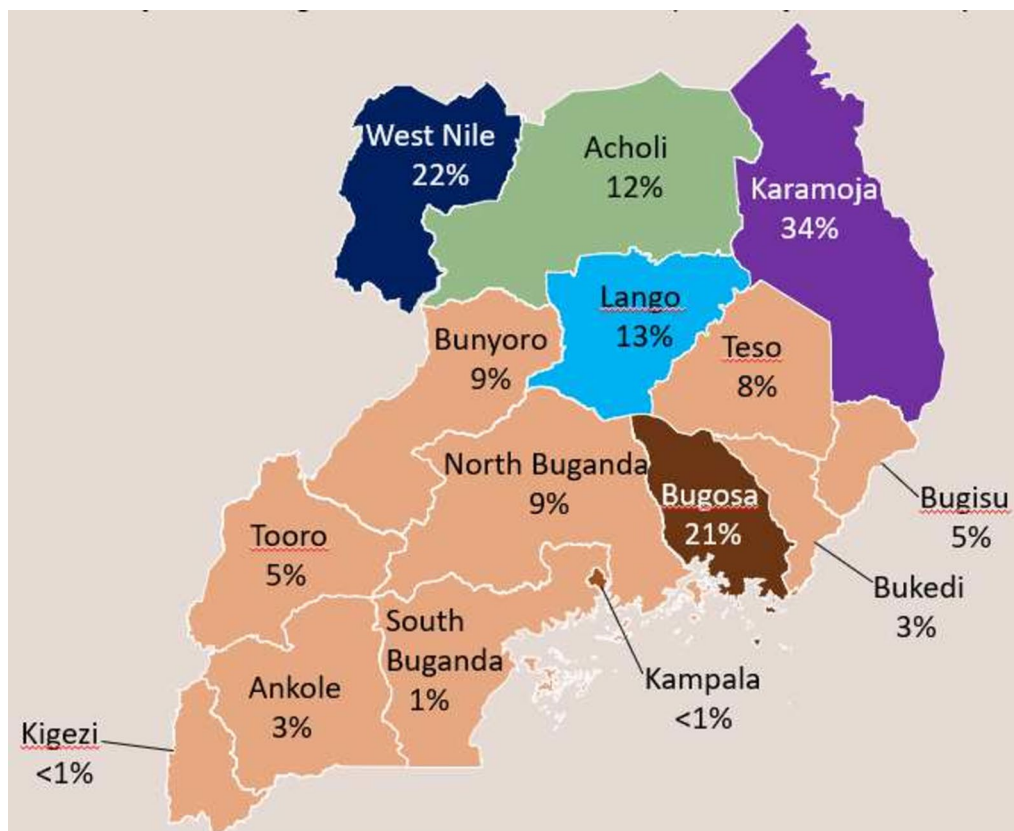 West Nile
22%
Acholi
12%
Karamoja
34%
Lango
13%
Bunyoro
9%
Teso
8%
North Buganda
9%
Bugosa
21%
Bugisu
5%
Tooro
5%
Bukedi
3%
South
Buganda
1%
Kampala
<1%
Ankole
3%
Kigezi
<1%